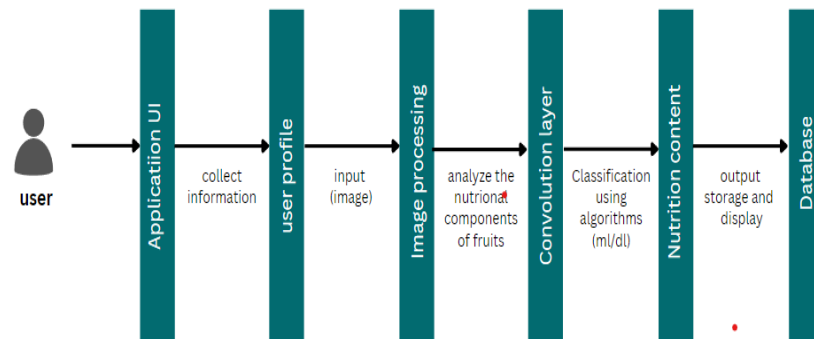 user
Applicatiion UI
collect
information
user profile
input
(image)
Image processing
analyze the
nutrional
components
of fruits
Convolution layer
Classification
using
algorithms
(ml/dl)
Nutrition content
output
storage and
display
Database